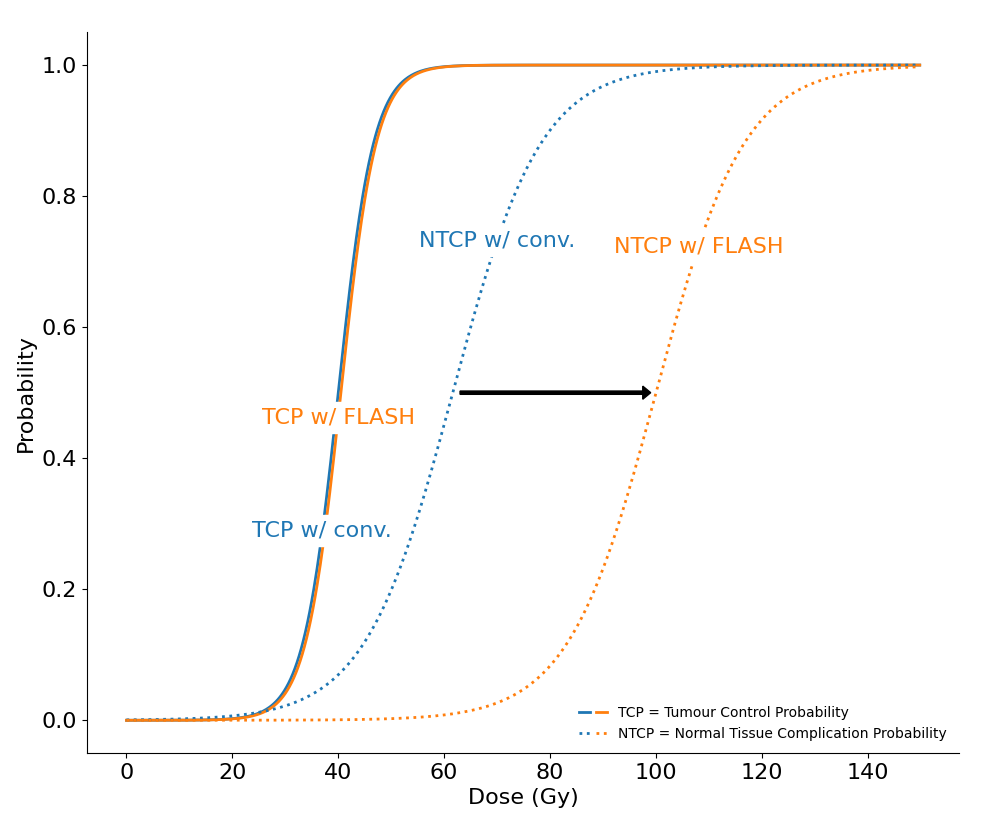 1.0
0.8
NTCP w/ conv.
NTCP w/ FLASH
0.6
Probability
TCP w/ FLASH
0.4
TCP w/ conv.
0.2
TCP = Tumour Control Probability
0.0
NTCP = Normal Tissue Complication Probability
0 20 40 60 80 100 120 140
Dose (Gy)